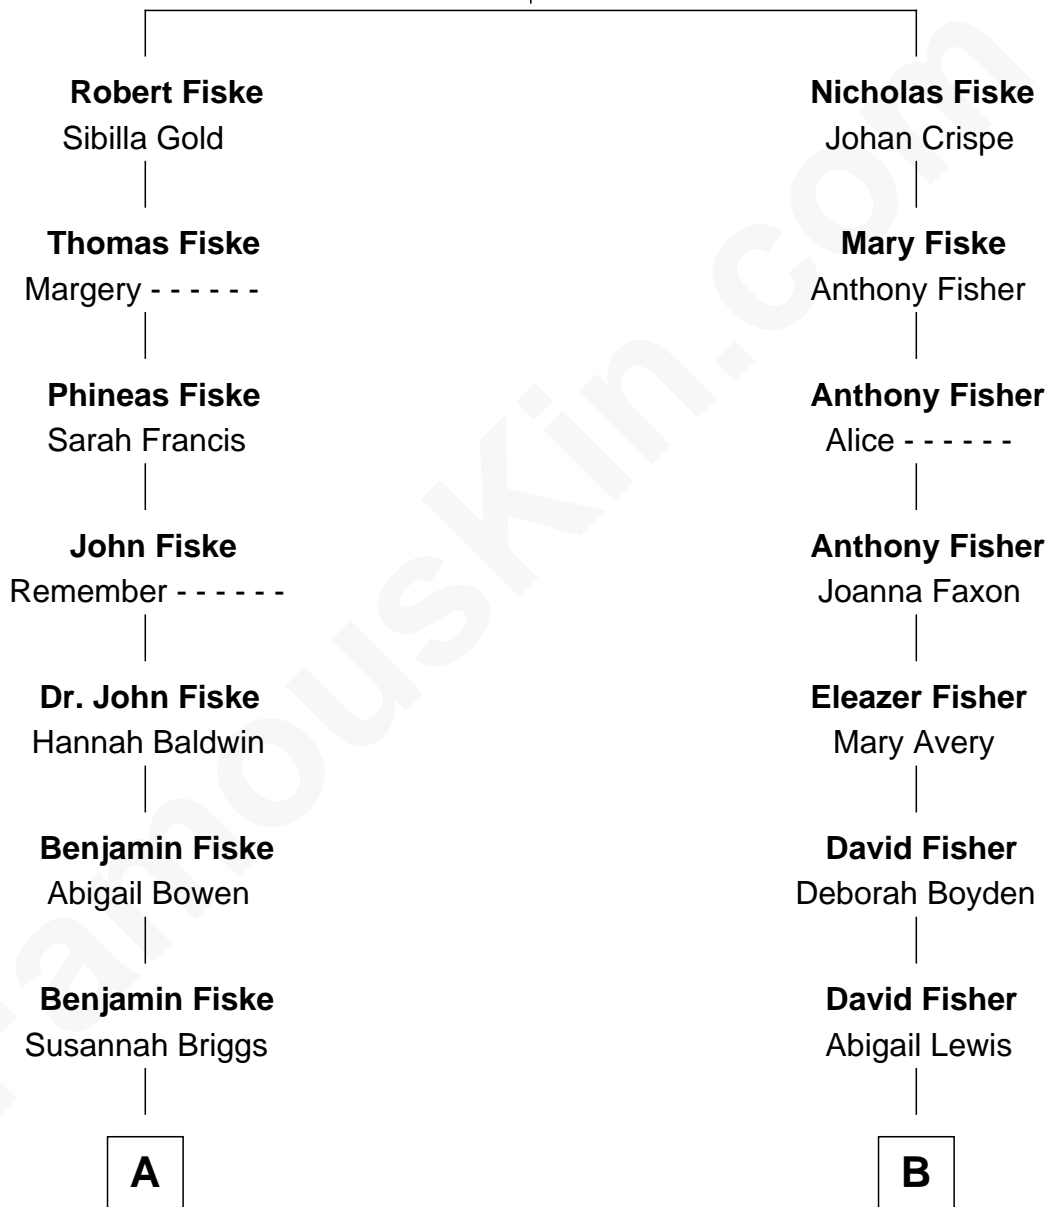 Robert Fiske
Sibilla Gold
Thomas Fiske
Margery - - - - - -
Phineas Fiske
Sarah Francis
John Fiske
Remember - - - - - -
Dr. John Fiske
Hannah Baldwin
Benjamin Fiske
Abigail Bowen
Benjamin Fiske
Susannah Briggs
A
Nicholas Fiske
Johan Crispe
Mary Fiske
Anthony Fisher
Anthony Fisher
Alice - - - - - -
Anthony Fisher
Joanna Faxon
Eleazer Fisher
Mary Avery
David Fisher
Deborah Boyden
David Fisher
Abigail Lewis
B
FamousKin.com